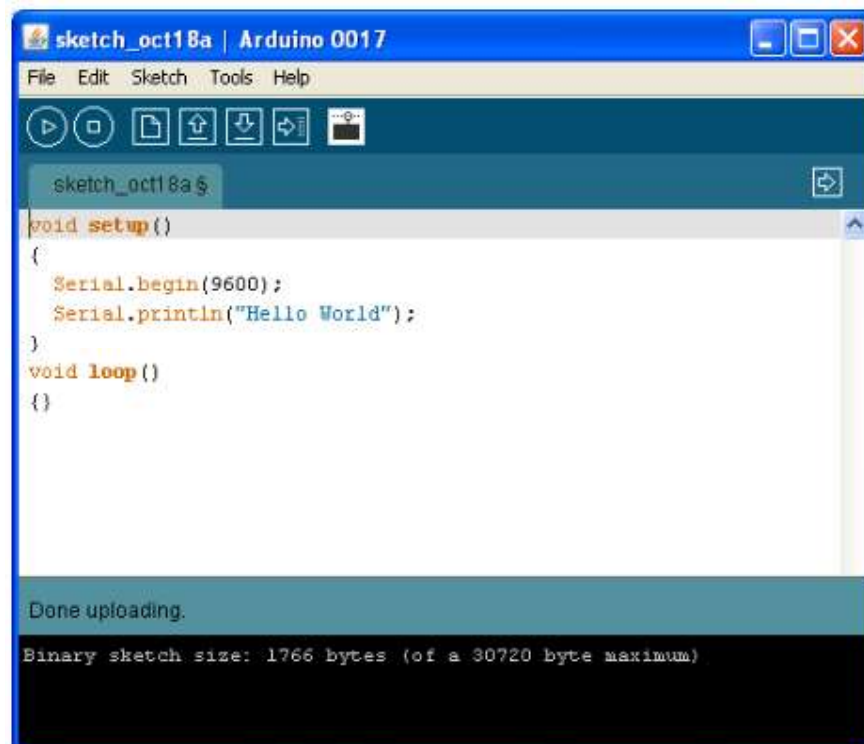 sketch_oct18a | Arduino 0017
File Edit Sketch Tools Help
sketch_oct18a §
void setup()
{
  Serial.begin(9600);
  Serial.println("Hello World");
}
void loop()
{}
Done uploading.
Binary sketch size: 1766 bytes (of a 30720 byte maximum)